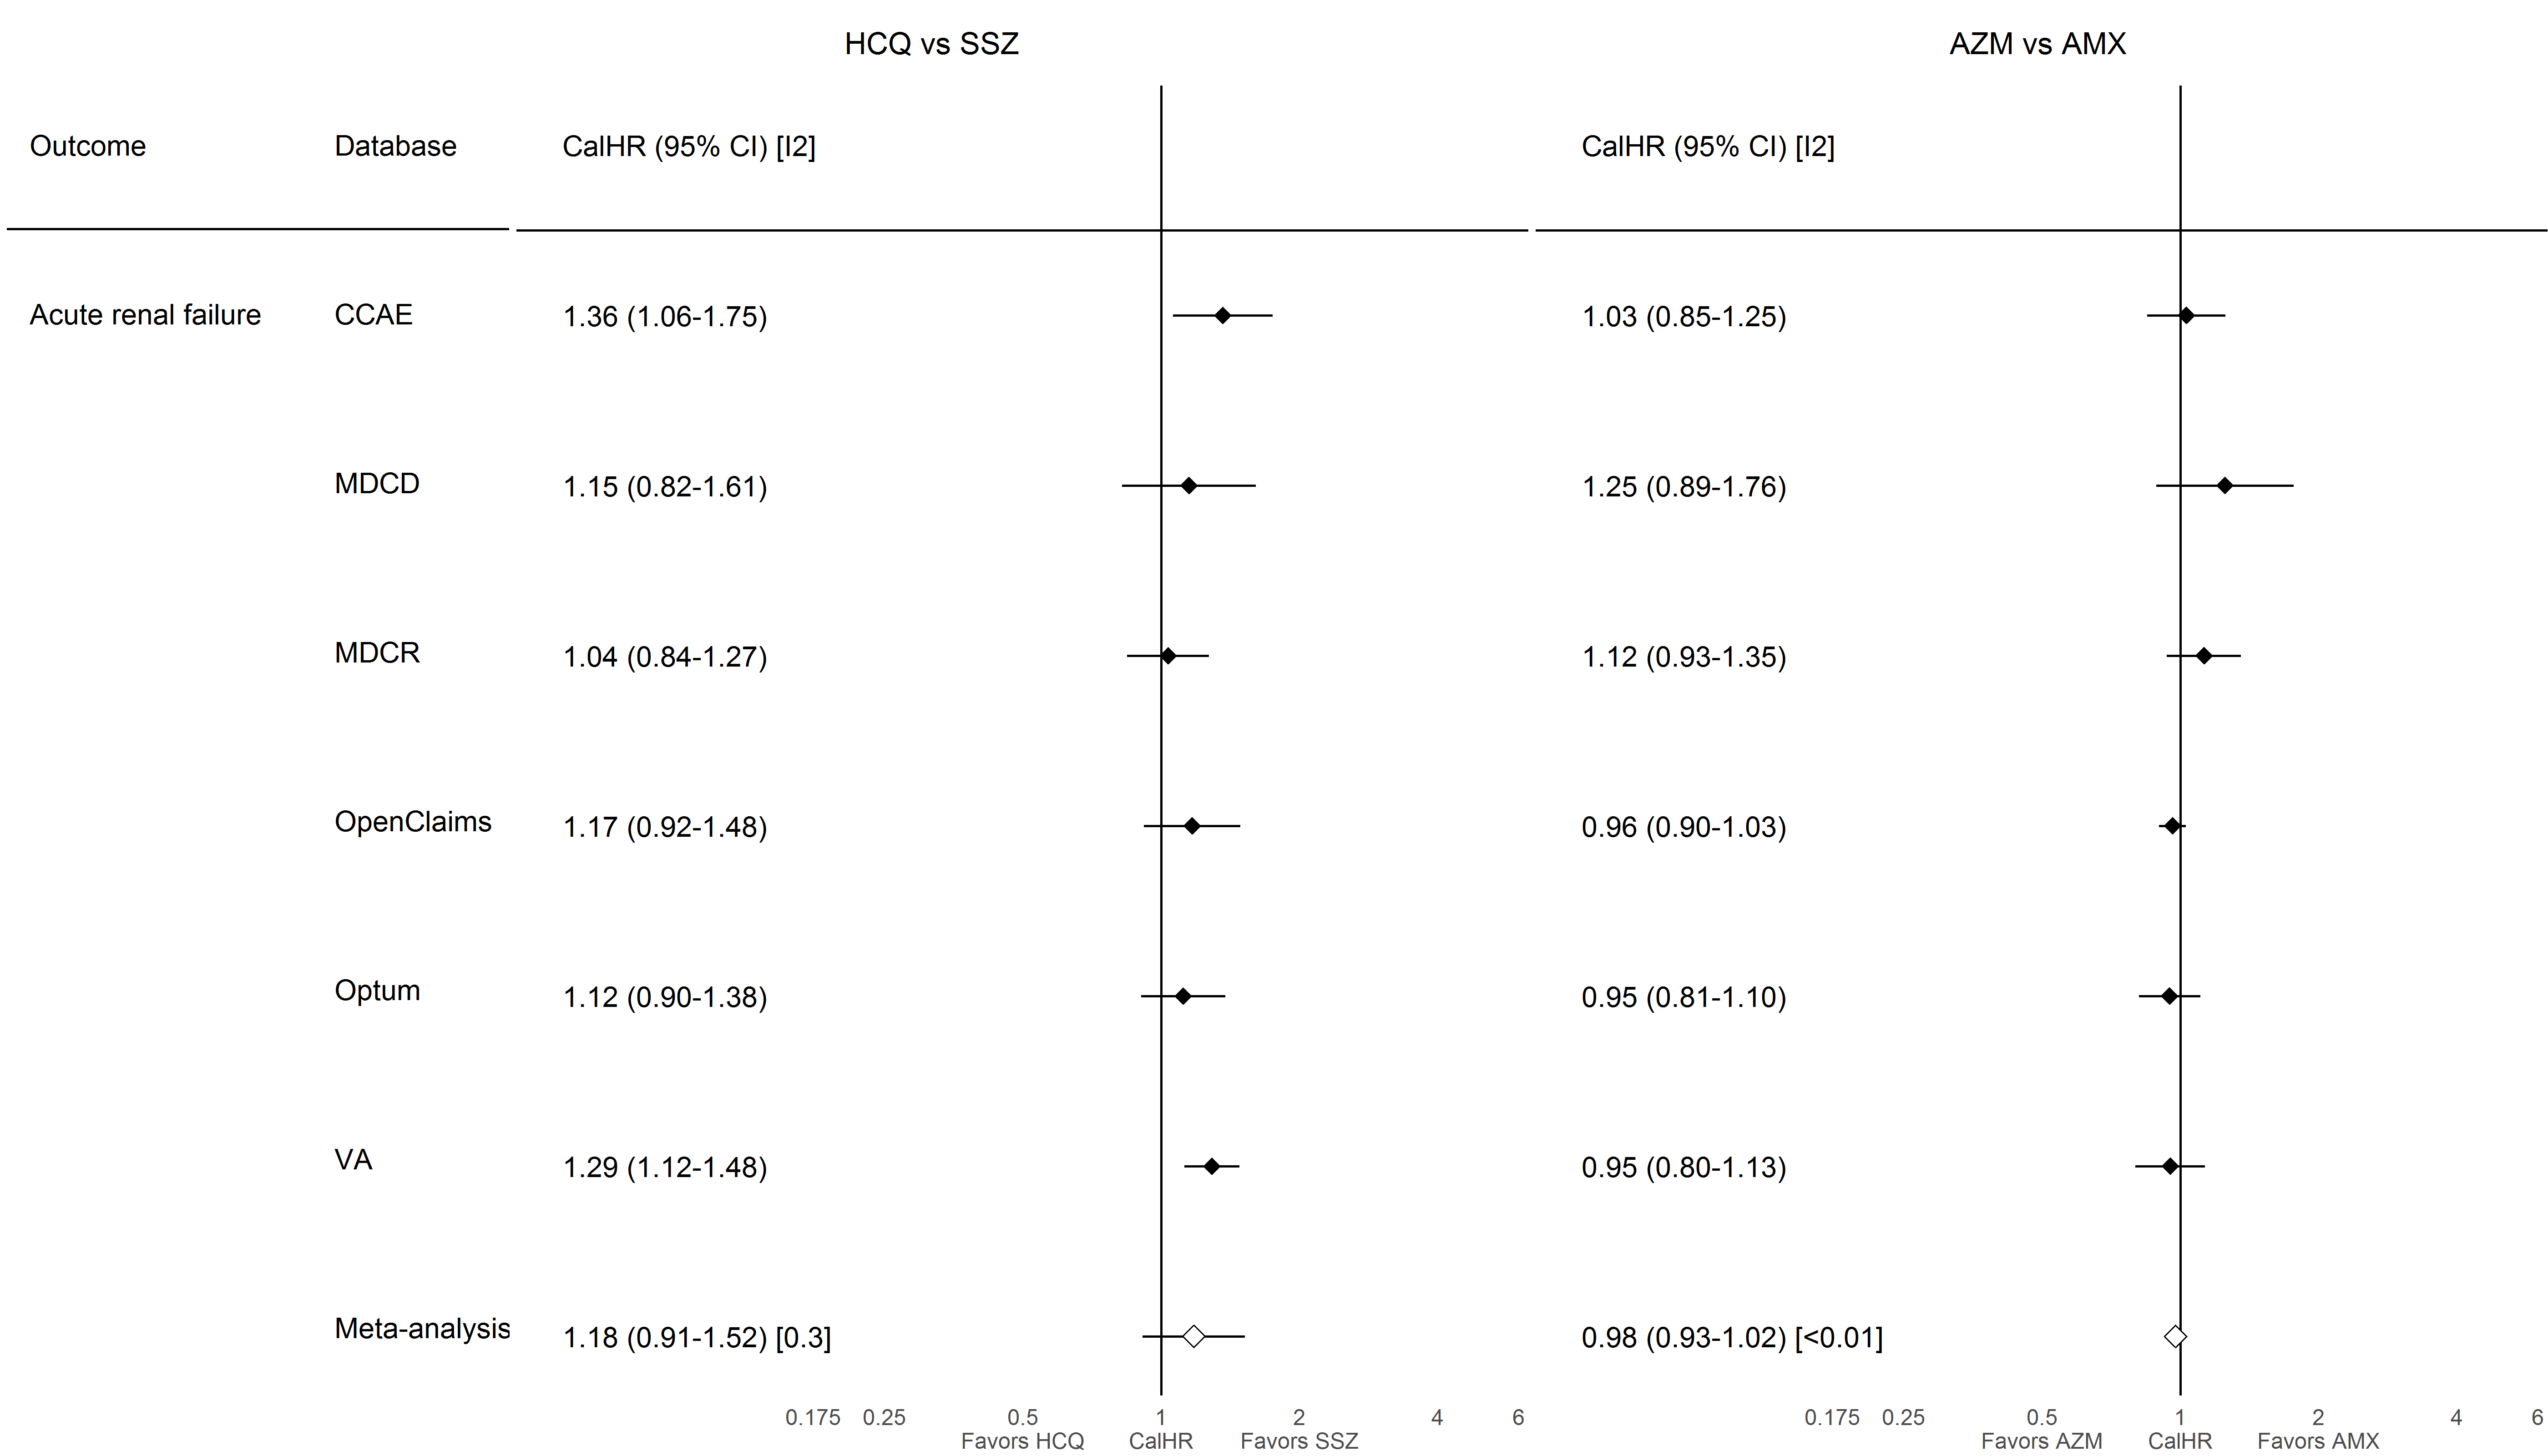 HCQ vs SSZ AZM vs AMX
Outcome Database CalHR (95% CI) [I2] CalHR (95% CI) [I2]
Acute renal failure CCAE 1.36 (1.06-1.75) 1.03 (0.85-1.25)
MDCD 1.15 (0.82-1.61) 1.25 (0.89-1.76)
MDCR 1.04 (0.84-1.27) 1.12 (0.93-1.35)
OpenClaims 1.17 (0.92-1.48) 0.96 (0.90-1.03)
Optum 1.12 (0.90-1.38) 0.95 (0.81-1.10)
VA 1.29 (1.12-1.48) 0.95 (0.80-1.13)
Meta-analysis 1.18 (0.91-1.52) [0.3] 0.98 (0.93-1.02) [<0.01]
0.175 0.25 0.5 1 2 4 6 0.175 0.25 0.5 1 2 4 6
Favors HCQ CalHR Favors SSZ Favors AZM CalHR Favors AMX